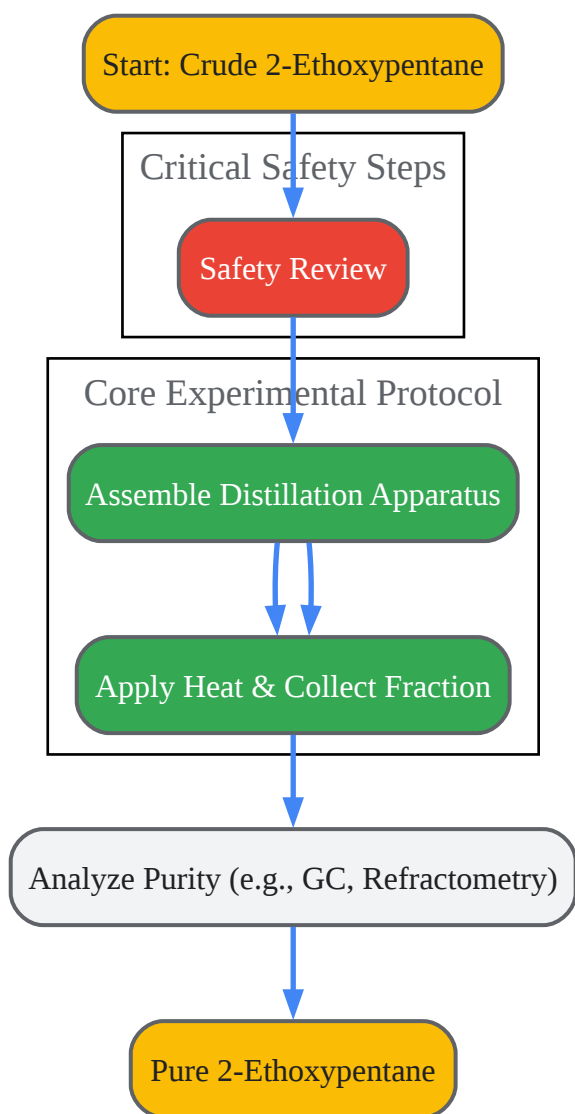 Start: Crude 2-Ethoxypentane
Critical Safety Steps
Safety Review
Core Experimental Protocol
Assemble Distillation Apparatus
Apply Heat & Collect Fraction
Analyze Purity (e.g., GC, Refractometry)
Pure 2-Ethoxypentane